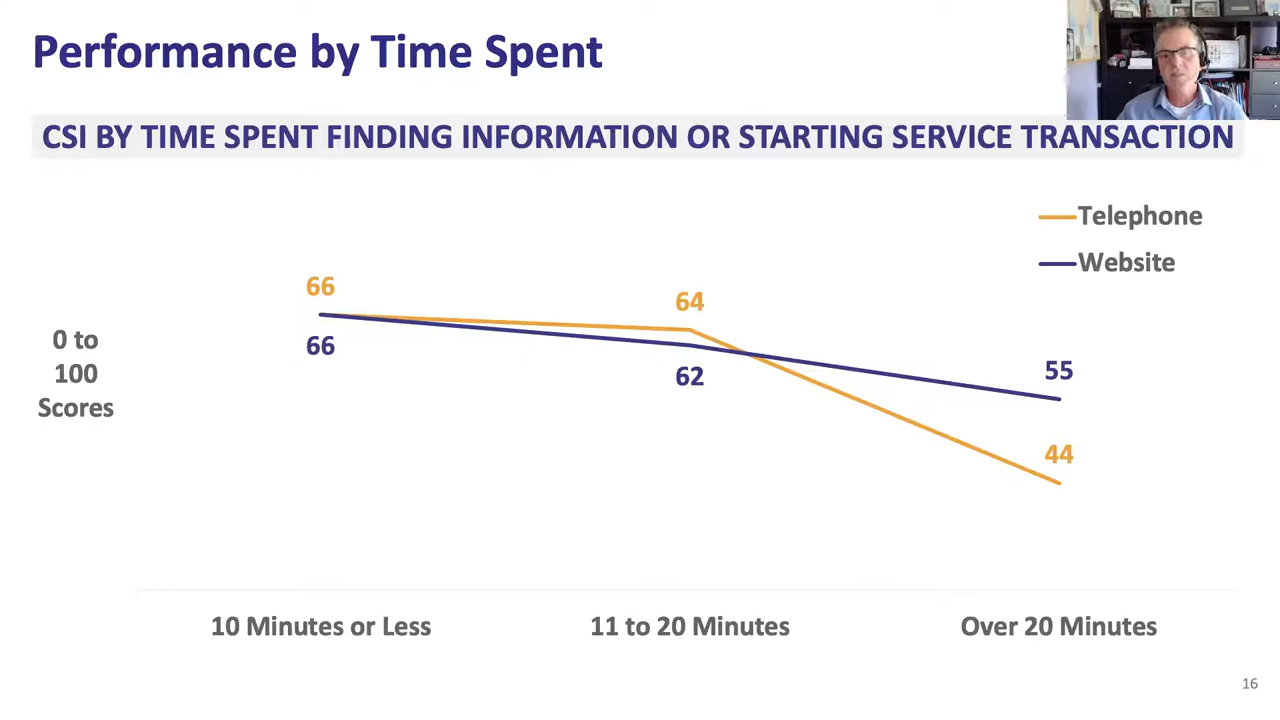 Performance by Time Spent
CSI BY TIME SPENT FINDING INFORMATION OR STARTING SERVICE TRANSACTION
Telephone
Website
66
64
66
62
55
44
0 to
100
Scores
10 Minutes or Less
11 to 20 Minutes
Over 20 Minutes
16